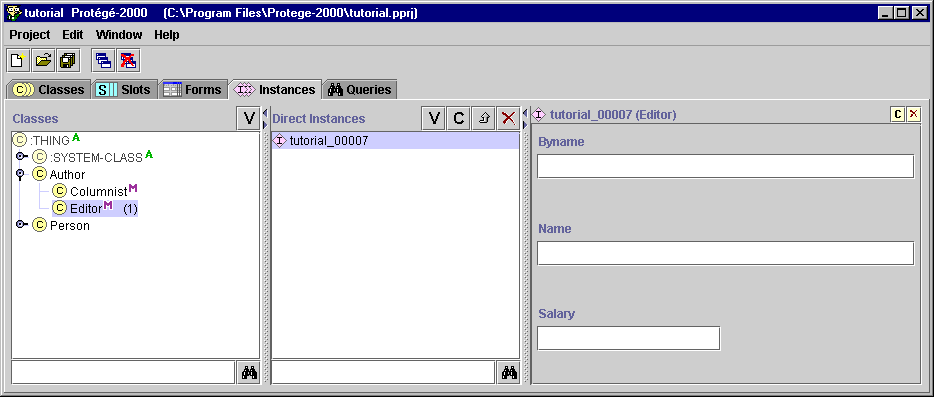 tutorial Protégé-2000 (C:\Program Files\Protege-2000\tutorial.pprj)
Project Edit Window Help
C Classes S Slots Forms I Instances Queries
Classes V
Direct Instances V C
tutorial_00007 (Editor) C
C :THING A
C :SYSTEM-CLASS A
C Author
C Columnist M
C Editor M (1)
C Person
I tutorial_00007
Byname
Name
Salary